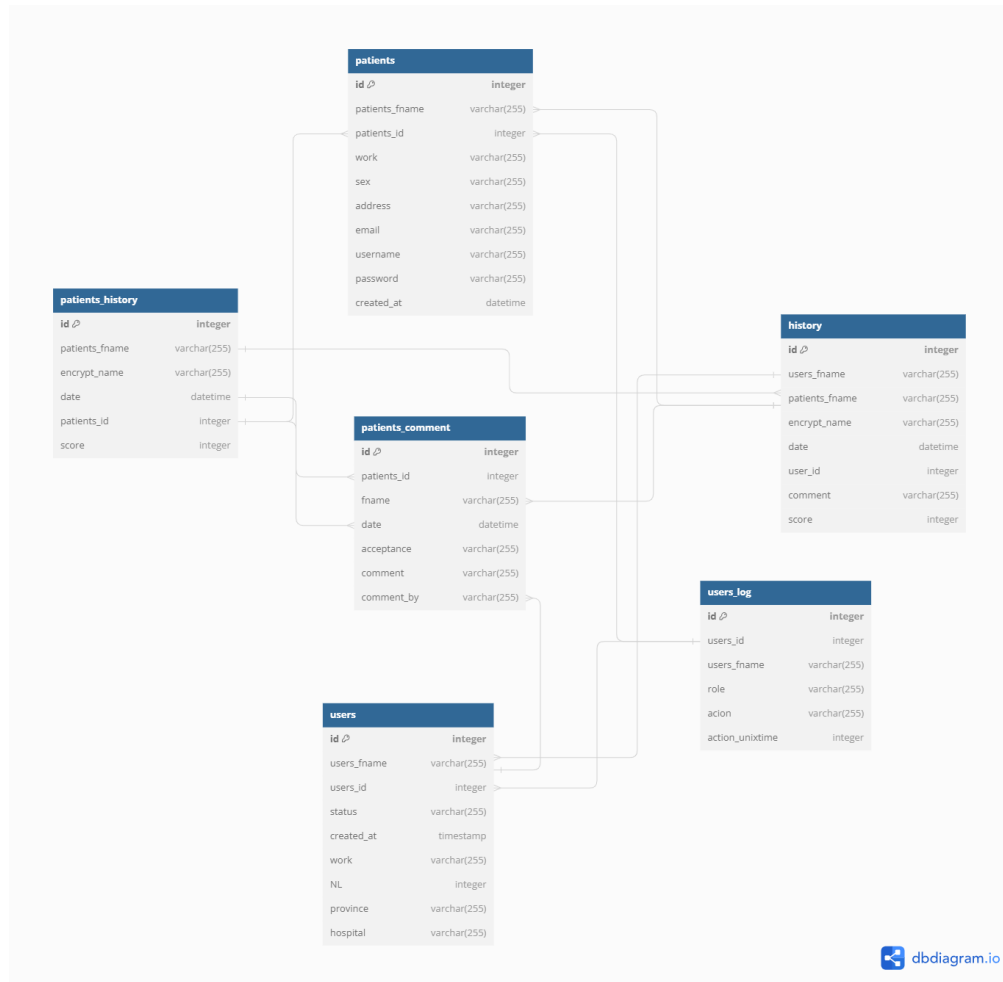 patients
id integer
patients_fname varchar(255)
patients_id integer
work varchar(255)
sex varchar(255)
address varchar(255)
email varchar(255)
username varchar(255)
password varchar(255)
created_at datetime
patients_history
id integer
patients_fname varchar(255)
encrypt_name varchar(255)
date datetime
patients_id integer
score integer
history
id integer
users_fname varchar(255)
patients_fname varchar(255)
encrypt_name varchar(255)
date datetime
user_id integer
comment varchar(255)
score integer
patients_comment
id integer
patients_id integer
fname varchar(255)
date datetime
acceptance varchar(255)
comment varchar(255)
comment_by varchar(255)
users_log
id integer
users_id integer
users_fname varchar(255)
role varchar(255)
acion varchar(255)
action_unixtime integer
users
id integer
users_fname varchar(255)
users_id integer
status varchar(255)
created_at timestamp
work varchar(255)
NL integer
province varchar(255)
hospital varchar(255)
dbdiagram.io